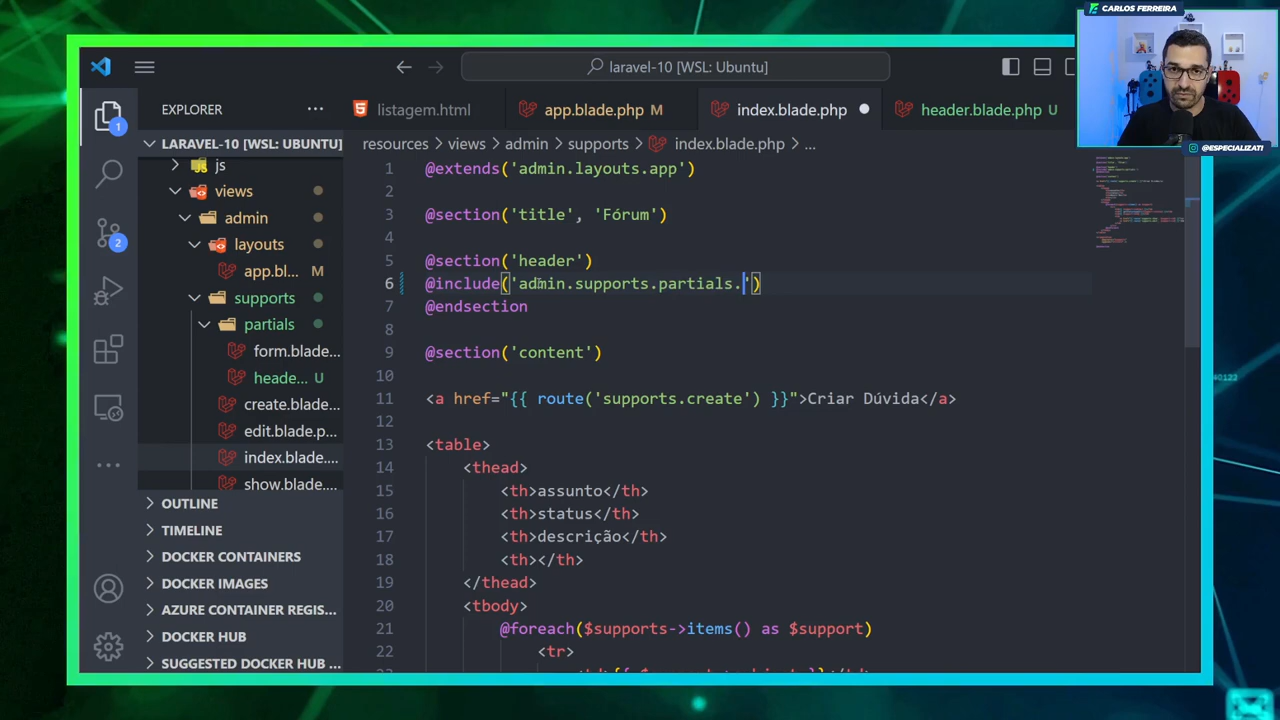 CARLOS FERREIRA
@ESPECIALIZATI
laravel-10 [WSL: Ubuntu]
EXPLORER
listagem.html
app.blade.php M
index.blade.php
header.blade.php U
1
2
LARAVEL-10 [WSL: UBUNTU]
js
views
admin
layouts
app.bl... M
supports
partials
form.blade...
heade... U
create.blade...
edit.blade.p...
index.blade....
show.blade....
OUTLINE
TIMELINE
DOCKER CONTAINERS
DOCKER IMAGES
AZURE CONTAINER REGIS...
DOCKER HUB
SUGGESTED DOCKER HUB ...
resources > views > admin > supports > index.blade.php > ...
1 @extends('admin.layouts.app')
2
3 @section('title', 'Fórum')
4
5 @section('header')
6 @include('admin.supports.partials.')
7 @endsection
8
9 @section('content')
10
11 <a href="{{ route('supports.create') }}">Criar Dúvida</a>
12
13 <table>
14 <thead>
15 <th>assunto</th>
16 <th>status</th>
17 <th>descrição</th>
18 <th></th>
19 </thead>
20 <tbody>
21 @foreach($supports->items() as $support)
22 <tr>